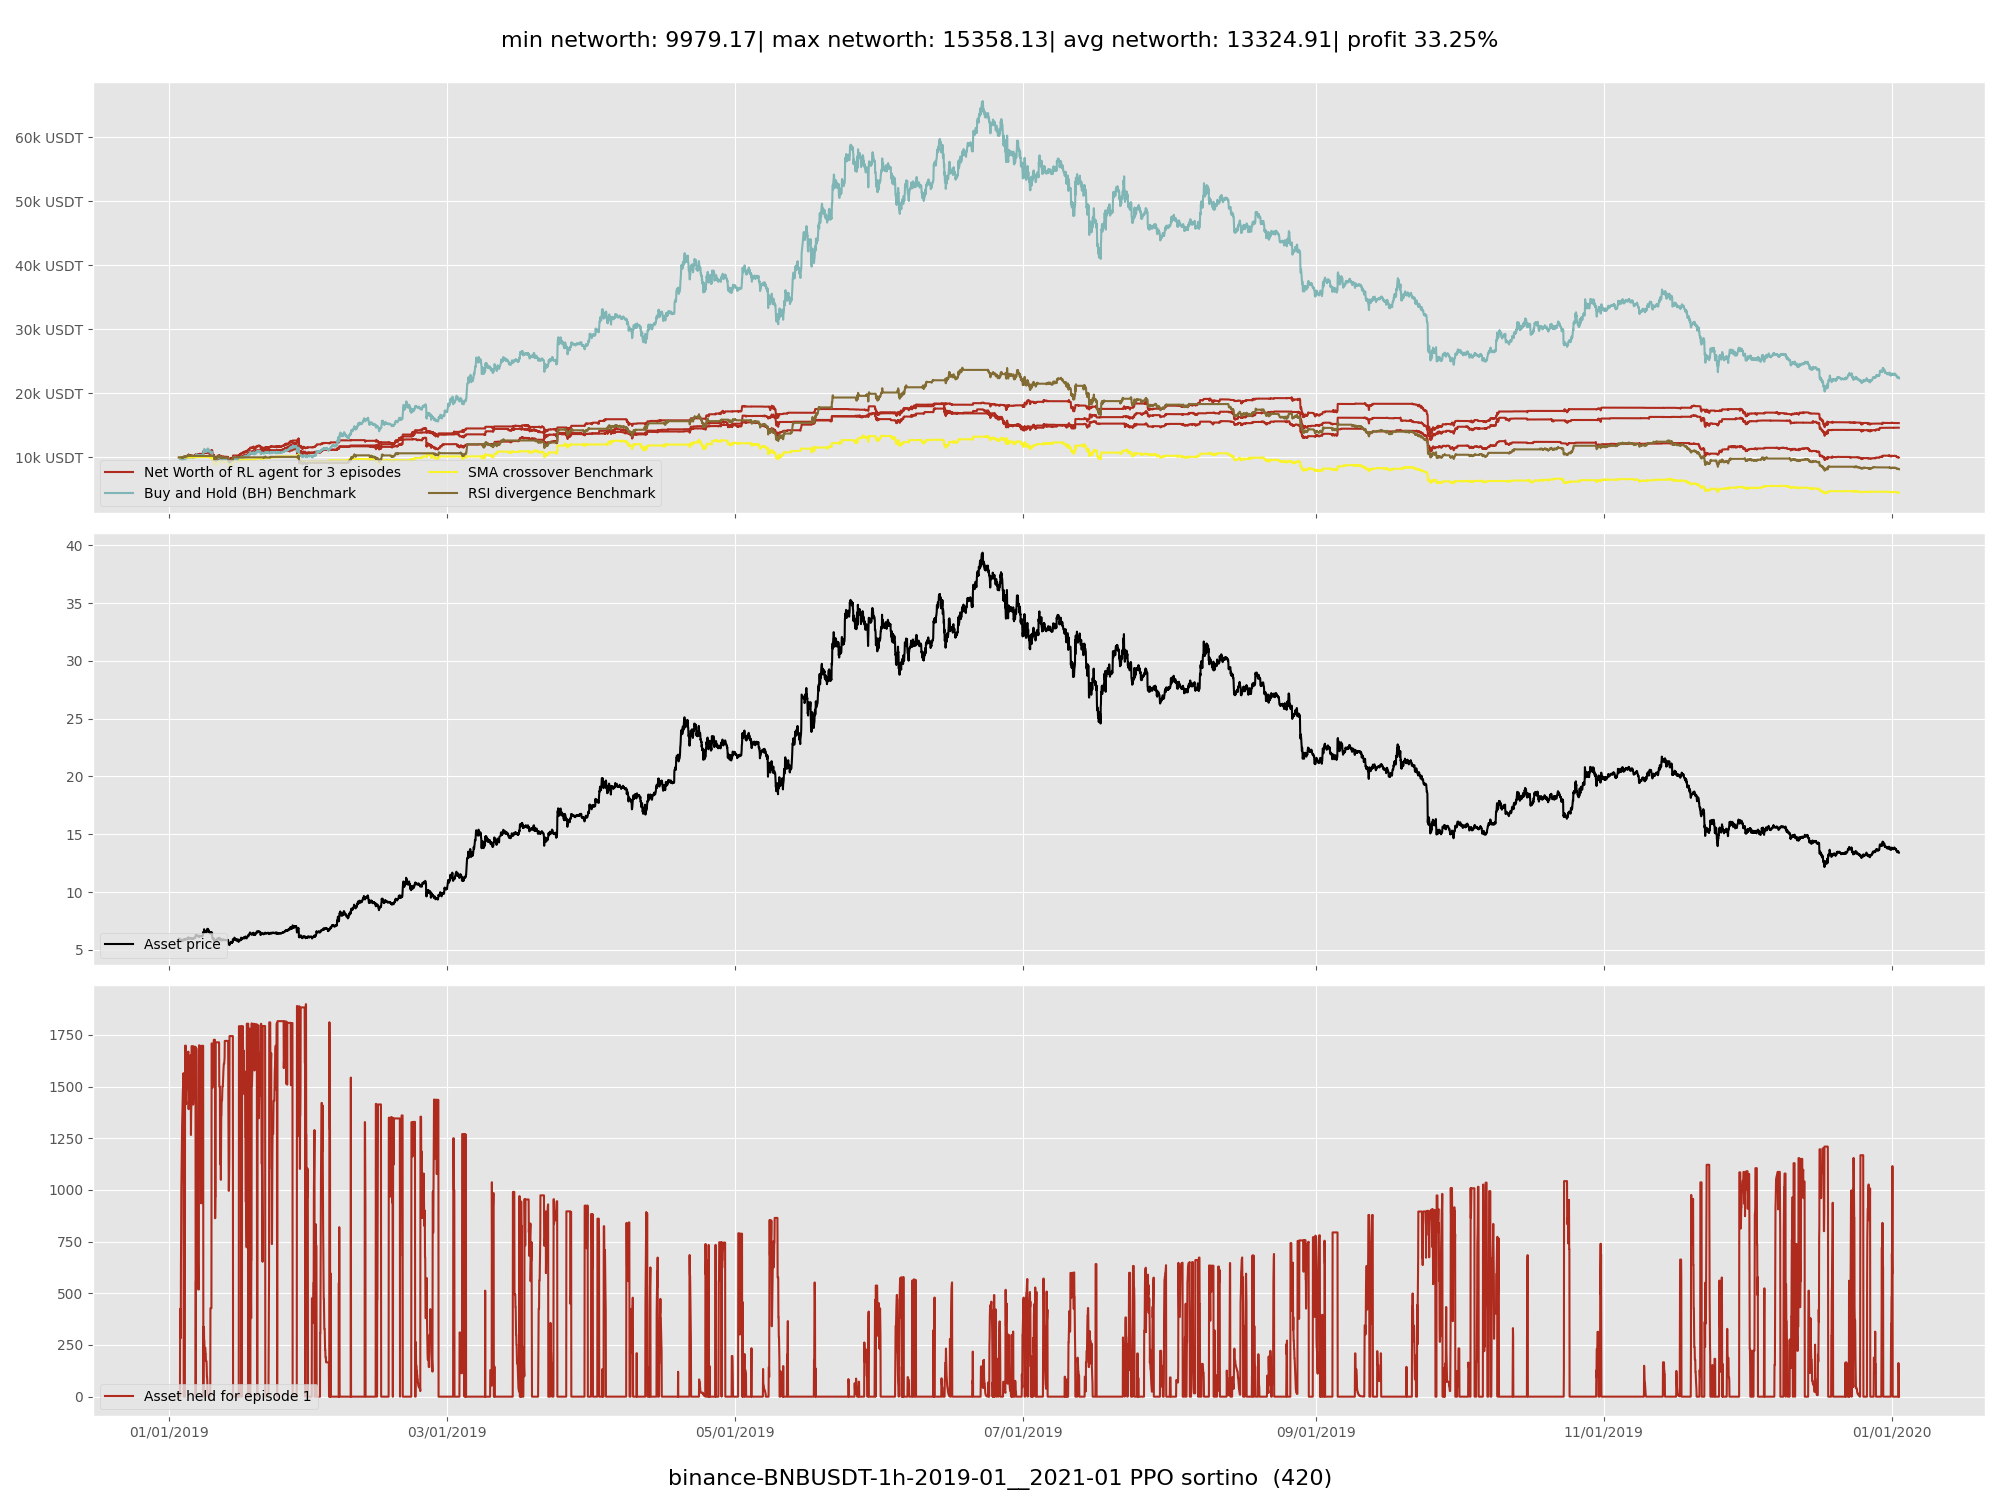 min networth: 9979.17| max networth: 15358.13| avg networth: 13324.91| profit 33.25%
60k USDT
50k USDT
40k USDT
30k USDT
20k USDT
10k USDT
Net Worth of RL agent for 3 episodes
Buy and Hold (BH) Benchmark
SMA crossover Benchmark
RSI divergence Benchmark
40
35
30
25
20
15
10
5
Asset price
1750
1500
1250
1000
750
500
250
0
Asset held for episode 1
01/01/2019 03/01/2019 05/01/2019 07/01/2019 09/01/2019 11/01/2019 01/01/2020
binance-BNBUSDT-1h-2019-01__2021-01 PPO sortino (420)